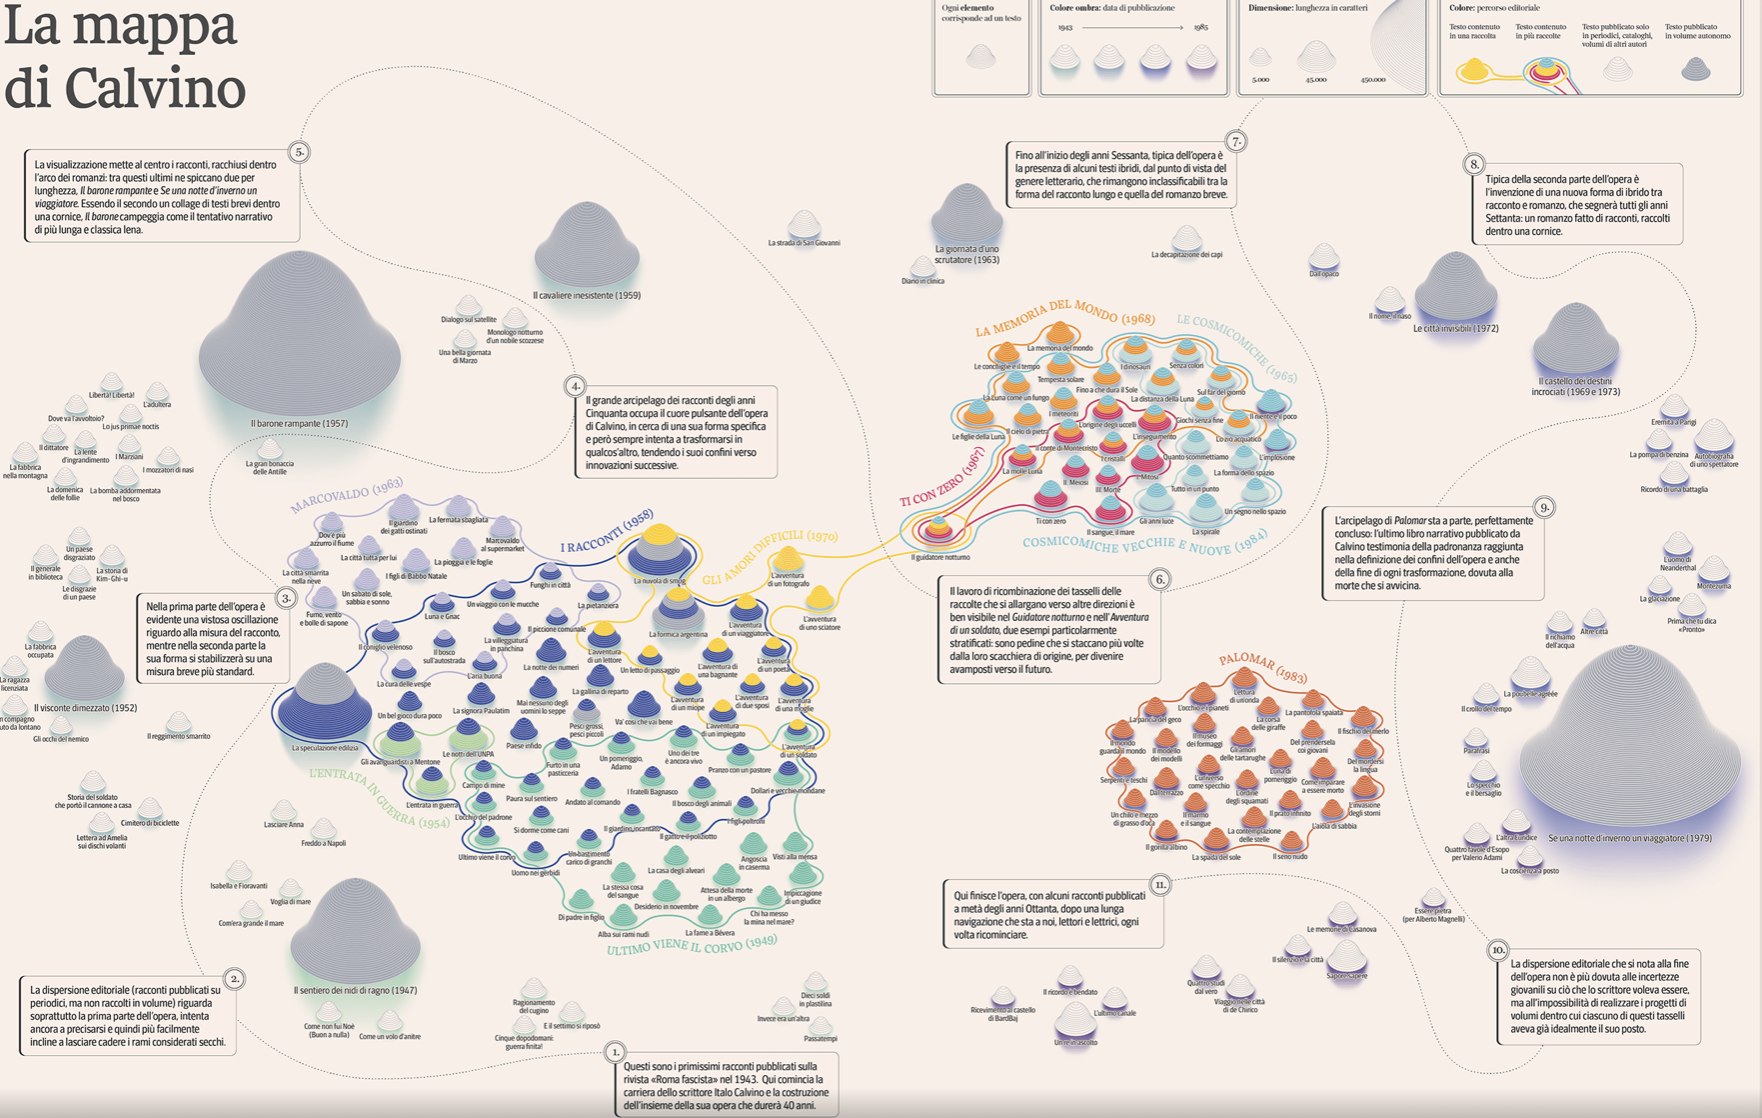 La mappa
di Calvino
Ogni elemento
corrisponde ad un testo
Colore ombra: data di pubblicazione
1943
1985
Dimensione: lunghezza in caratteri
5.000
45.000
450.000
Colore: percorso editoriale
Testo contenuto
in una raccolta
Testo contenuto
in più raccolte
Testo pubblicato solo
in periodici, cataloghi,
volumi di altri autori
Testo pubblicato
in volume autonomo
5.
La visualizzazione mette al centro i racconti, racchiusi dentro
l'arco dei romanzi: tra questi ultimi ne spiccano due per
lunghezza, Il barone rampante e Se una notte d'inverno un
viaggiatore. Essendo il secondo un collage di testi brevi dentro
una cornice, Il barone campeggia come il tentativo narrativo
di più lunga e classica lena.
7.
Fino all'inizio degli anni Sessanta, tipica dell'opera è
la presenza di alcuni testi ibridi, dal punto di vista del
genere letterario, che rimangono inclassificabili tra la
forma del racconto lungo e quella del romanzo breve.
8.
Tipica della seconda parte dell'opera è
l'invenzione di una nuova forma di ibrido tra
racconto e romanzo, che segnerà tutti gli anni
Settanta: un romanzo fatto di racconti, raccolti
dentro una cornice.
La strada di San Giovanni
Il cavaliere inesistente (1959)
La giornata d'uno
scrutatore (1963)
Diario in clinica
La decapitazione dei capi
Dall'opaco
Il nome, il naso
Le città invisibili (1972)
Il castello dei destini
incrociati (1969 e 1973)
Dialogo sul satellite
Monologo notturno
d'un nobile scozzese
Una bella giornata
di Marzo
Il barone rampante (1957)
La gran bonaccia
delle Antille
4.
Il grande arcipelago dei racconti degli anni
Cinquanta occupa il cuore pulsante dell'opera
di Calvino, in cerca di una sua forma specifica
e però sempre intenta a trasformarsi in
qualcos'altro, tendendo i suoi confini verso
innovazioni successive.
Libertà! Libertà!
L'adultera
Dove va l'avvoltoio?
Lo jus primae noctis
Il dittatore
La lente
d'ingrandimento
I Marziani
La fabbrica
nella montagna
I mozzatori di nasi
La domenica
delle follie
La bomba addormentata
nel bosco
Un paese
disgraziato
Il generale
in biblioteca
La storia di
Kim-Ghi-u
Le disgrazie
di un paese
3.
Nella prima parte dell'opera è
evidente una vistosa oscillazione
riguardo alla misura del racconto,
mentre nella seconda parte la
sua forma si stabilizzerà su una
misura breve più standard.
La fabbrica
occupata
La ragazza
licenziata
Il visconte dimezzato (1952)
Gli occhi del nemico
Il reggimento smarrito
Storia del soldato
che portò il cannone a casa
Cimitero di biciclette
Lettera ad Amelia
sui dischi volanti
Lasciare Anna
Freddo a Napoli
Isabella e Fioravanti
Voglia di mare
Com'era grande il mare
MARCOVALDO (1963)
Dov'è più
azzurro il fiume
Il giardino
dei gatti ostinati
La fermata sbagliata
Marcovaldo
al supermarket
La città smarrita
nella neve
La città tutta per lui
La pioggia e le foglie
I figli di Babbo Natale
Un sabato di sole,
sabbia e sonno
Fumo, vento
e bolle di sapone
Funghi in città
La pietanziera
Luna e Gnac
Un viaggio con le mucche
Il piccione comunale
Il coniglio velenoso
Il bosco
sull'autostrada
La villeggiatura
in panchina
L'aria buona
La cura delle vespe
I RACCONTI (1958)
La nuvola di smog
La formica argentina
GLI AMORI DIFFICILI (1970)
L'avventura
di un fotografo
L'avventura
di uno sciatore
L'avventura
di un viaggiatore
L'avventura
di un lettore
Un letto di passaggio
L'avventura di
una bagnante
L'avventura
di un poeta
L'avventura
di un miope
L'avventura
di due sposi
L'avventura
di una moglie
L'avventura
di un impiegato
L'avventura
di un soldato
La notte dei numeri
La gallina di reparto
La signora Paulatim
Mai nessuno degli
uomini lo seppe
Pesci grossi,
pesci piccoli
Va' così che vai bene
Un bel gioco dura poco
Paese infido
La speculazione edilizia
Gli avanguardisti a Mentone
Le notti dell'UNPA
L'entrata in guerra
L'ENTRATA IN GUERRA (1954)
Furto in una
pasticceria
Un pomeriggio,
Adamo
Uno dei tre
è ancora vivo
Pranzo con un pastore
Campo di mine
Paura sul sentiero
Andato al comando
I fratelli Bagnasco
Il bosco degli animali
Dollari e vecchie mondane
L'occhio del padrone
Si dorme come cani
Il giardino incantato
Il gatto e il poliziotto
I figli poltroni
Ultimo viene il corvo
Uomo nei gerbidi
Un bastimento
carico di granchi
La casa degli alveari
Angoscia
in caserma
Visti alla mensa
La stessa cosa
del sangue
Desiderio in novembre
Attesa della morte
in un albergo
Impiccagione
di un giudice
Di padre in figlio
Alba sui rami nudi
La fame a Bévera
Chi ha messo
la mina nel mare?
ULTIMO VIENE IL CORVO (1949)
LA MEMORIA DEL MONDO (1968)
LE COSMICOMICHE (1965)
La memoria del mondo
Le conchiglie e il tempo
Tempesta solare
I dinosauri
Senza colori
La Luna come un fungo
Fino a che dura il Sole
La distanza della Luna
Sul far del giorno
I meteoriti
Le figlie della Luna
Il cielo di pietra
L'origine degli uccelli
Giochi senza fine
Il niente e il poco
Lo zio acquatico
L'inseguimento
Il conte di Montecristo
I cristalli
Quanto scommettiamo
L'implosione
La molle Luna
II. Meiosi
I. Mitosi
III. Morte
La forma dello spazio
Tutto in un punto
Un segno nello spazio
Ti con zero
Il sangue, il mare
Gli anni luce
La spirale
TI CON ZERO (1967)
COSMICOMICHE VECCHIE E NUOVE (1984)
Il guidatore notturno
6.
Il lavoro di ricombinazione dei tasselli delle
raccolte che si allargano verso altre direzioni è
ben visibile nel Guidatore notturno e nell'Avventura
di un soldato, due esempi particolarmente
stratificati: sono pedine che si staccano più volte
dalla loro scacchiera di origine, per divenire
avamposti verso il futuro.
Eremita a Parigi
La pompa di benzina
Autobiografia
di uno spettatore
Ricordo di una battaglia
9.
L'arcipelago di Palomar sta a parte, perfettamente
concluso: l'ultimo libro narrativo pubblicato da
Calvino testimonia della padronanza raggiunta
nella definizione dei confini dell'opera e anche
della fine di ogni trasformazione, dovuta alla
morte che si avvicina.
L'uomo di
Neanderthal
Montezuma
La glaciazione
Prima che tu dica
«Pronto»
Il richiamo
dell'acqua
Altre città
La poubelle agréée
Il crollo del tempo
Parafrasi
Lo specchio
e il bersaglio
Se una notte d'inverno un viaggiatore (1979)
L'altra Euridice
Quattro favole d'Esopo
per Valerio Adami
La coscienza a posto
PALOMAR (1983)
Lettura
di un'onda
L'occhio e i pianeti
La pantofola spaiata
La pancia del geco
La corsa
delle giraffe
Il fischio del merlo
Il mondo
guarda il mondo
Il modello
dei modelli
Il museo
dei formaggi
Gli amori
delle tartarughe
Del prendersela
coi giovani
Del mordersi
la lingua
Serpenti e teschi
Dal terrazzo
L'universo
come specchio
Luna di
pomeriggio
Come imparare
a essere morto
L'ordine
degli squamati
Un chilo e mezzo
di grasso d'oca
Il marmo
e il sangue
Il prato infinito
L'invasione
degli storni
L'aiola di sabbia
Il gorilla albino
La contemplazione
delle stelle
La spada del sole
Il seno nudo
11.
Qui finisce l'opera, con alcuni racconti pubblicati
a metà degli anni Ottanta, dopo una lunga
navigazione che sta a noi, lettori e lettrici, ogni
volta ricominciare.
Essere pietra
(per Alberto Magnelli)
Le memorie di Casanova
Il silenzio e la città
Sapore sapere
Quattro studi
dal vero
Viaggio nelle città
di de Chirico
Il ricordo è bendato
Ricevimento al castello
di BardBaj
L'ultimo canale
Un re in ascolto
10.
La dispersione editoriale che si nota alla fine
dell'opera non è più dovuta alle incertezze
giovanili su ciò che lo scrittore voleva essere,
ma all'impossibilità di realizzare i progetti di
volumi dentro cui ciascuno di questi tasselli
aveva già idealmente il suo posto.
2.
La dispersione editoriale (racconti pubblicati su
periodici, ma non raccolti in volume) riguarda
soprattutto la prima parte dell'opera, intenta
ancora a precisarsi e quindi più facilmente
incline a lasciare cadere i rami considerati secchi.
Il sentiero dei nidi di ragno (1947)
Come non fui Noè
(Buon a nulla)
Come un volo d'anitre
Ragionamento
del cugino
E il settimo si riposò
Cinque dopodomani:
guerra finita!
Dieci soldi
in plastilina
Invece era un'altra
Passatempi
1.
Questi sono i primissimi racconti pubblicati sulla
rivista «Roma fascista» nel 1943. Qui comincia la
carriera dello scrittore Italo Calvino e la costruzione
dell'insieme della sua opera che durerà 40 anni.